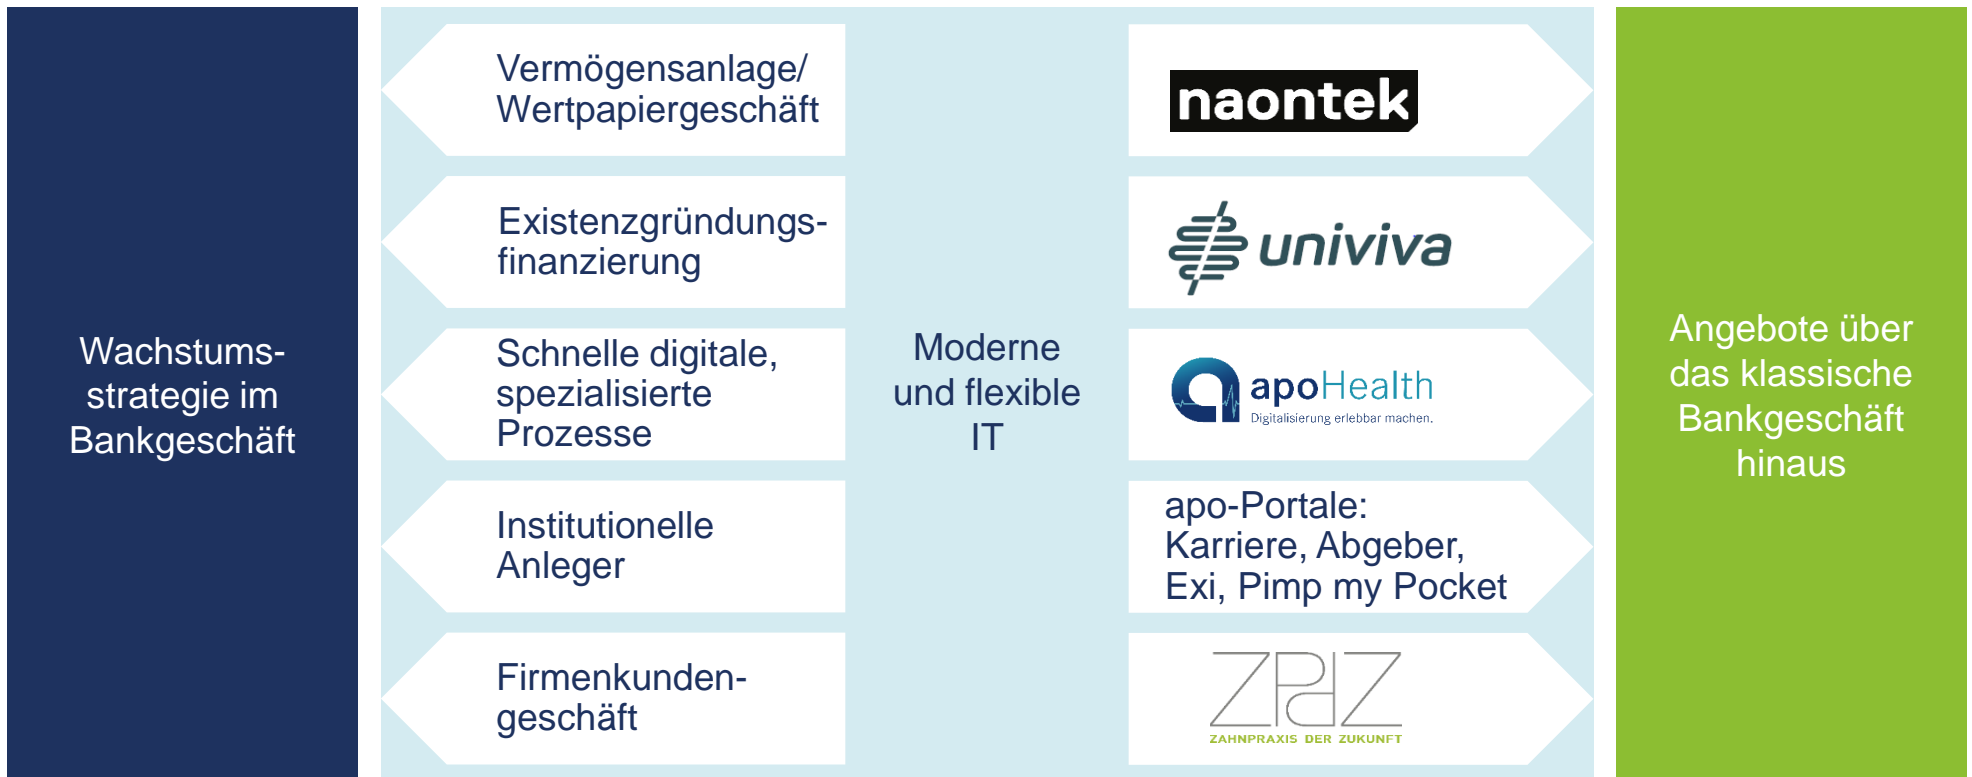 Wachstums-
strategie im
Bankgeschäft
Vermögensanlage/
Wertpapiergeschäft
Existenzgründungs-
finanzierung
Schnelle digitale,
spezialisierte
Prozesse
Institutionelle
Anleger
Firmenkunden-
geschäft
Moderne
und flexible
IT
naontek
univiva
apoHealth
Digitalisierung erlebbar machen.
apo-Portale:
Karriere, Abgeber,
Exi, Pimp my Pocket
ZPdZ
ZAHNPRAXIS DER ZUKUNFT
Angebote über
das klassische
Bankgeschäft
hinaus